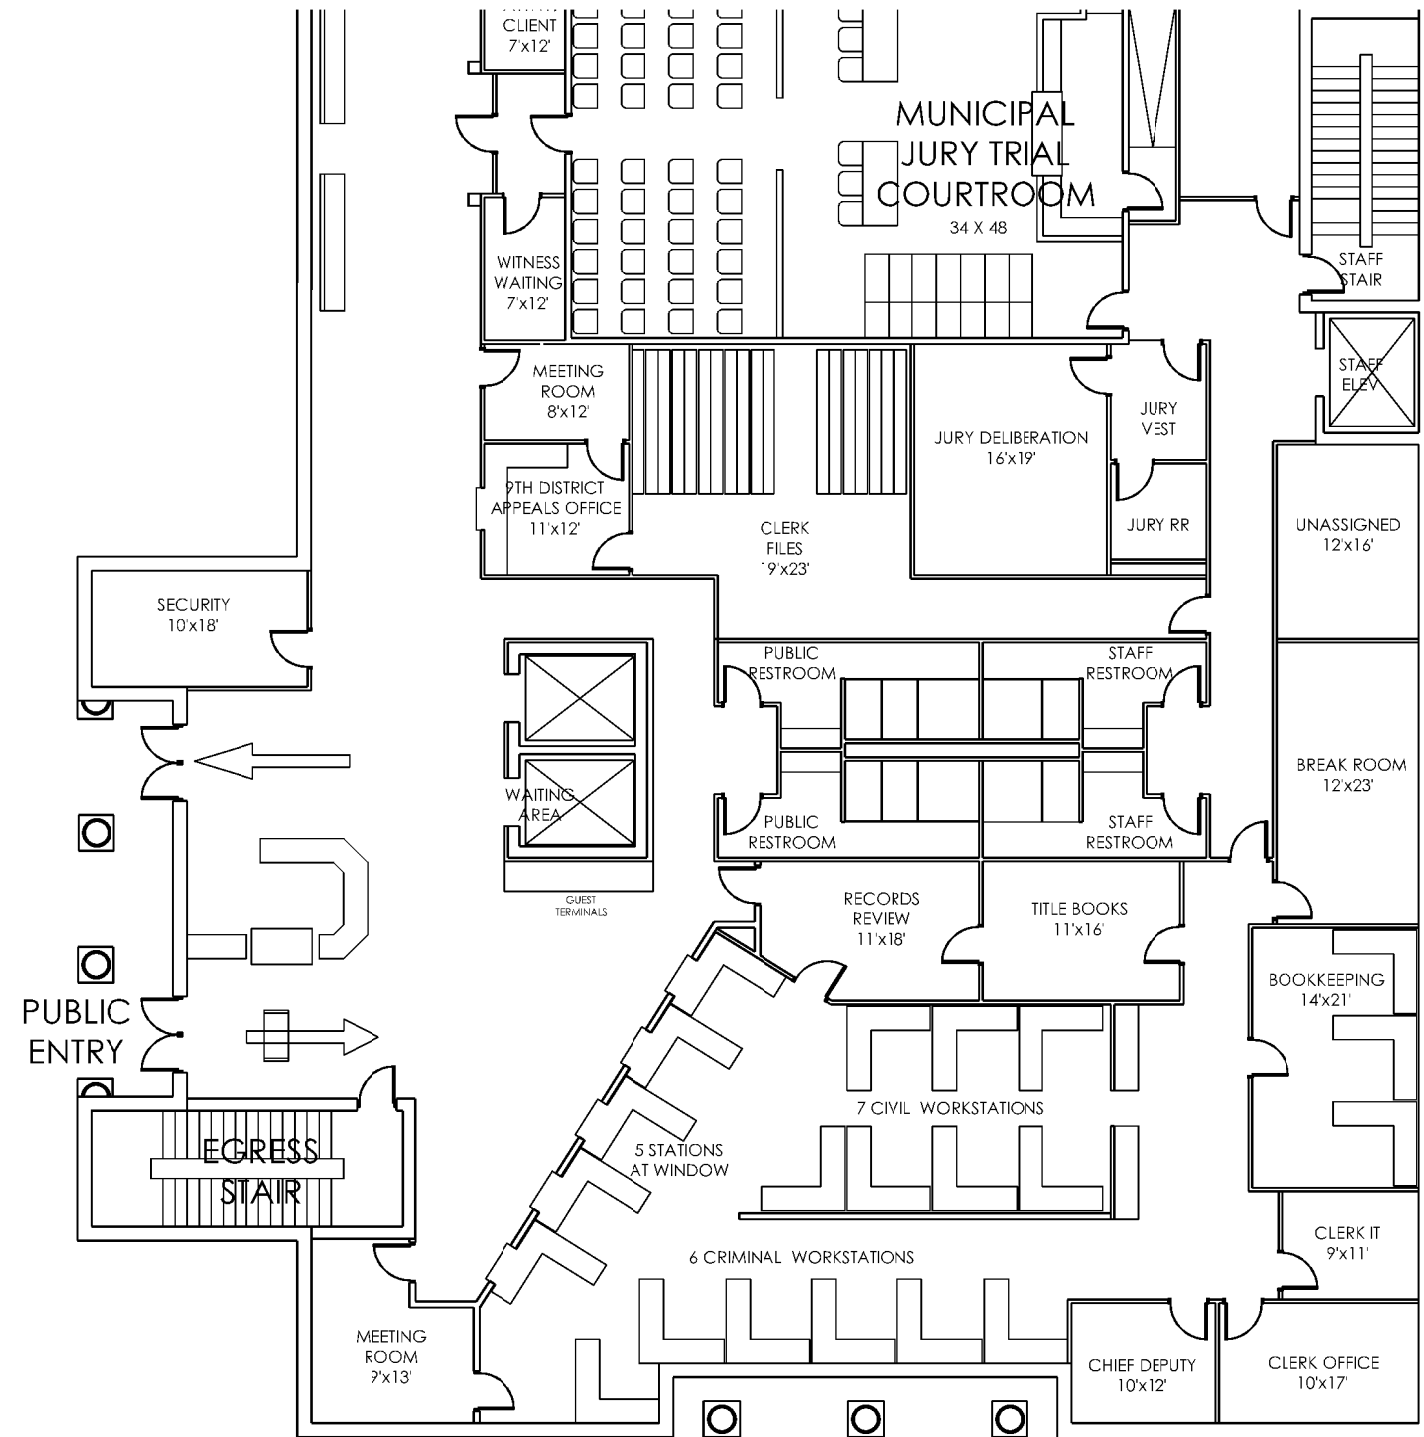 CLIENT
7'x12'
MUNICIPAL
JURY TRIAL
COURTROOM
34 X 48
WITNESS
WAITING
7'x12'
STAFF
STAIR
MEETING
ROOM
8'x12'
STAFF
ELEV
JURY
VEST
JURY DELIBERATION
16'x19'
9TH DISTRICT
APPEALS OFFICE
11'x12'
CLERK
FILES
19'x23'
JURY RR
UNASSIGNED
12'x16'
SECURITY
10'x18'
PUBLIC
RESTROOM
STAFF
RESTROOM
WAITING
AREA
BREAK ROOM
12'x23'
PUBLIC
RESTROOM
STAFF
RESTROOM
GUEST
TERMINALS
RECORDS
REVIEW
11'x18'
TITLE BOOKS
11'x16'
BOOKKEEPING
14'x21'
PUBLIC
ENTRY
7 CIVIL WORKSTATIONS
EGRESS
STAIR
5 STATIONS
AT WINDOW
6 CRIMINAL WORKSTATIONS
CLERK IT
9'x11'
MEETING
ROOM
9'x13'
CHIEF DEPUTY
10'x12'
CLERK OFFICE
10'x17'